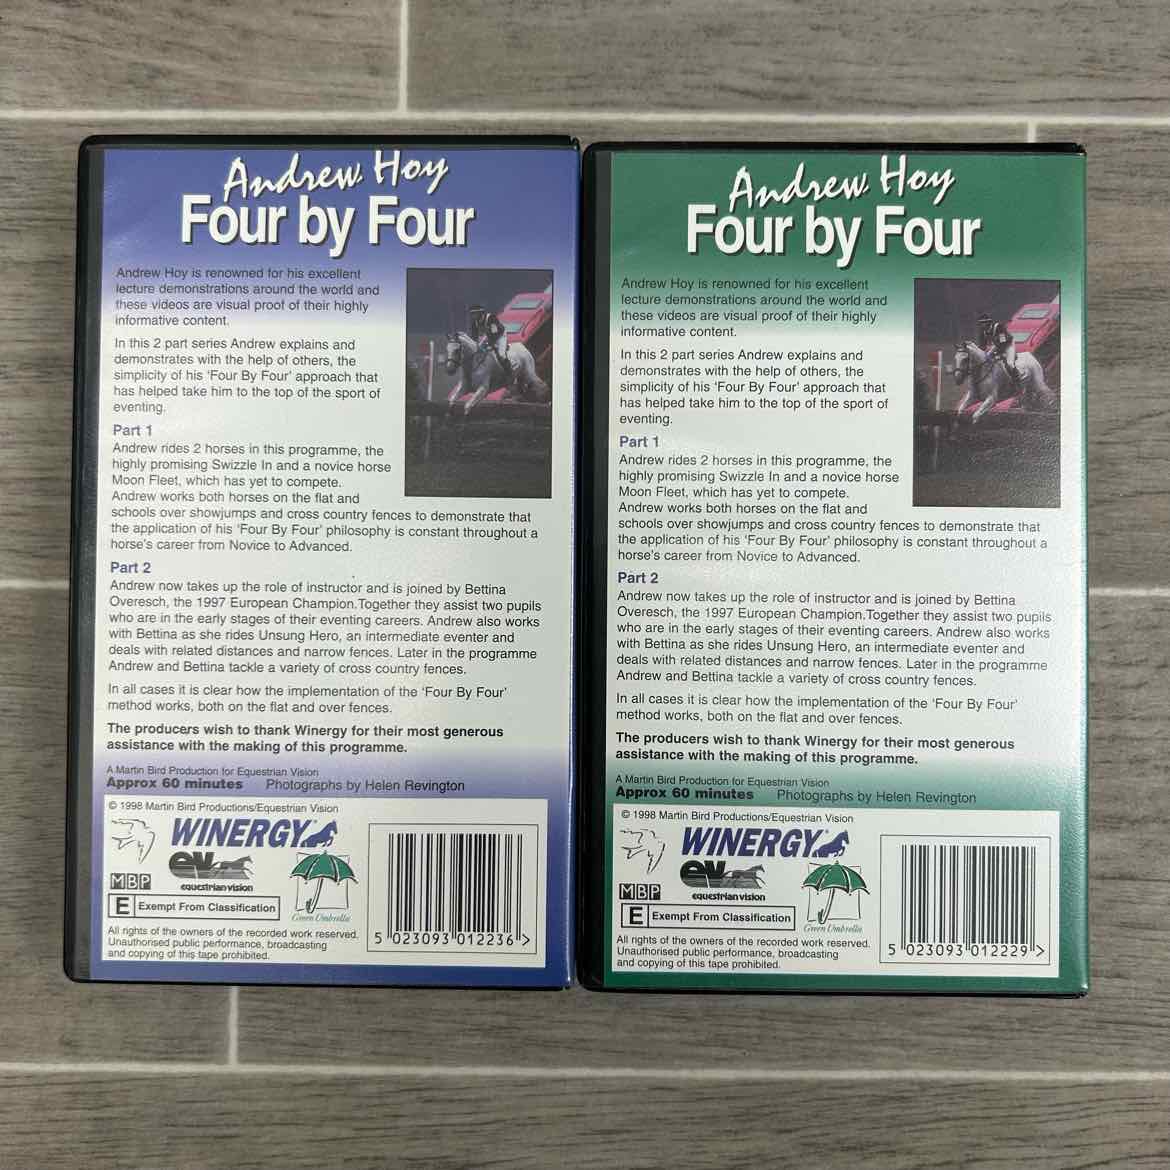 Andrew Hoy
Four by Four
Andrew Hoy is renowned for his excellent
lecture demonstrations around the world and
these videos are visual proof of their highly
informative content.
In this 2 part series Andrew explains and
demonstrates with the help of others, the
simplicity of his 'Four By Four' approach that
has helped take him to the top of the sport of
eventing.
Part 1
Andrew rides 2 horses in this programme, the
highly promising Swizzle In and a novice horse
Moon Fleet, which has yet to compete.
Andrew works both horses on the flat and
schools over showjumps and cross country fences to demonstrate that
the application of his 'Four By Four' philosophy is constant throughout a
horse's career from Novice to Advanced.
Part 2
Andrew now takes up the role of instructor and is joined by Bettina
Overesch, the 1997 European Champion.Together they assist two pupils
who are in the early stages of their eventing careers. Andrew also works
with Bettina as she rides Unsung Hero, an intermediate eventer and
deals with related distances and narrow fences. Later in the programme
Andrew and Bettina tackle a variety of cross country fences.
In all cases it is clear how the implementation of the 'Four By Four'
method works, both on the flat and over fences.
The producers wish to thank Winergy for their most generous
assistance with the making of this programme.
A Martin Bird Production for Equestrian Vision
Approx 60 minutes Photographs by Helen Revington
© 1998 Martin Bird Productions/Equestrian Vision
WINERGY
ev
equestrianvision
MBP
E Exempt From Classification
Green Umbrella
All rights of the owners of the recorded work reserved.
Unauthorised public performance, broadcasting
and copying of this tape prohibited.
5 023093 012236 >
Andrew Hoy
Four by Four
Andrew Hoy is renowned for his excellent
lecture demonstrations around the world and
these videos are visual proof of their highly
informative content.
In this 2 part series Andrew explains and
demonstrates with the help of others, the
simplicity of his 'Four By Four' approach that
has helped take him to the top of the sport of
eventing.
Part 1
Andrew rides 2 horses in this programme, the
highly promising Swizzle In and a novice horse
Moon Fleet, which has yet to compete.
Andrew works both horses on the flat and
schools over showjumps and cross country fences to demonstrate that
the application of his 'Four By Four' philosophy is constant throughout a
horse's career from Novice to Advanced.
Part 2
Andrew now takes up the role of instructor and is joined by Bettina
Overesch, the 1997 European Champion.Together they assist two pupils
who are in the early stages of their eventing careers. Andrew also works
with Bettina as she rides Unsung Hero, an intermediate eventer and
deals with related distances and narrow fences. Later in the programme
Andrew and Bettina tackle a variety of cross country fences.
In all cases it is clear how the implementation of the 'Four By Four'
method works, both on the flat and over fences.
The producers wish to thank Winergy for their most generous
assistance with the making of this programme.
A Martin Bird Production for Equestrian Vision
Approx 60 minutes Photographs by Helen Revington
© 1998 Martin Bird Productions/Equestrian Vision
WINERGY
ev
equestrianvision
MBP
E Exempt From Classification
Green Umbrella
All rights of the owners of the recorded work reserved.
Unauthorised public performance, broadcasting
and copying of this tape prohibited.
5 023093 012229 >